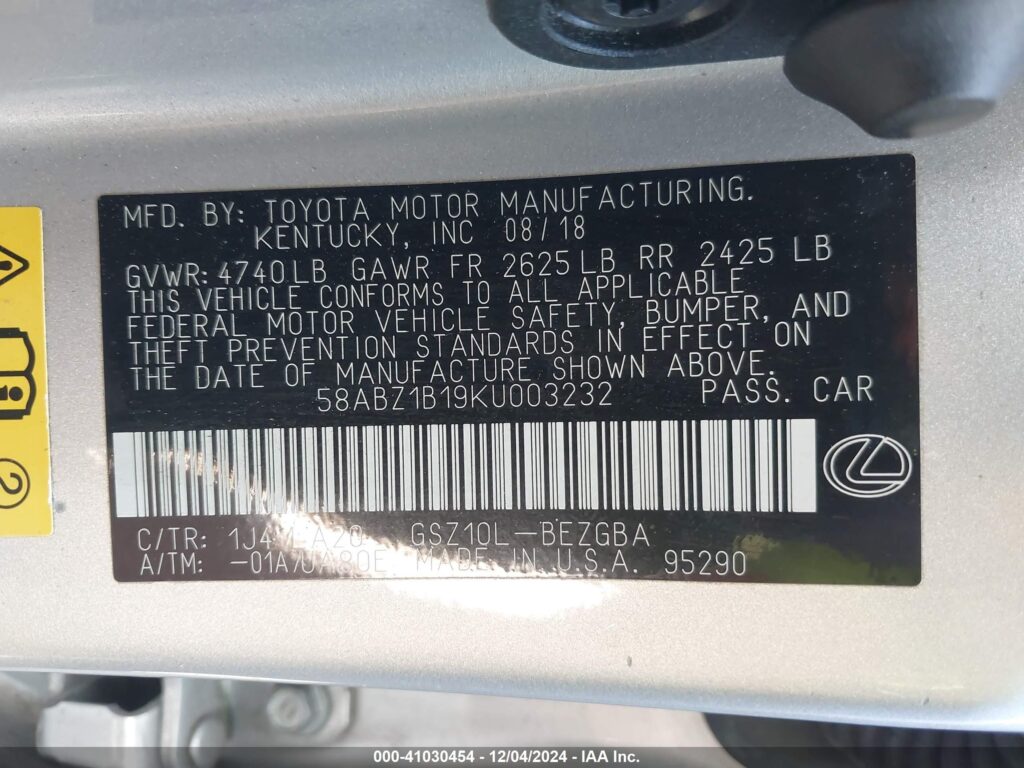 MFD. BY: TOYOTA MOTOR MANUFACTURING.
KENTUCKY, INC 08/18
GVWR: 4740LB GAWR FR 2625LB RR 2425 LB
THIS VEHICLE CONFORMS TO ALL APPLICABLE
FEDERAL MOTOR VEHICLE SAFETY, BUMPER, AND
THEFT PREVENTION STANDARDS IN EFFECT ON
THE DATE OF MANUFACTURE SHOWN ABOVE.
58ABZ1B19KU003232 PASS. CAR
C/TR: GSZ10L-BEZGBA
A/TM: -01A/UA80E MADE IN U.S.A. 95290
2
000-41030454 - 12/04/2024 - IAA Inc.